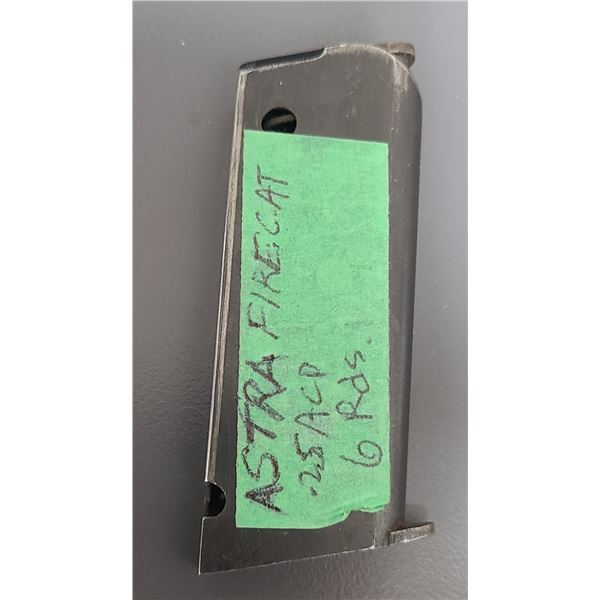 ASTRA FIRECAT
.25 ACP
6 Rds.